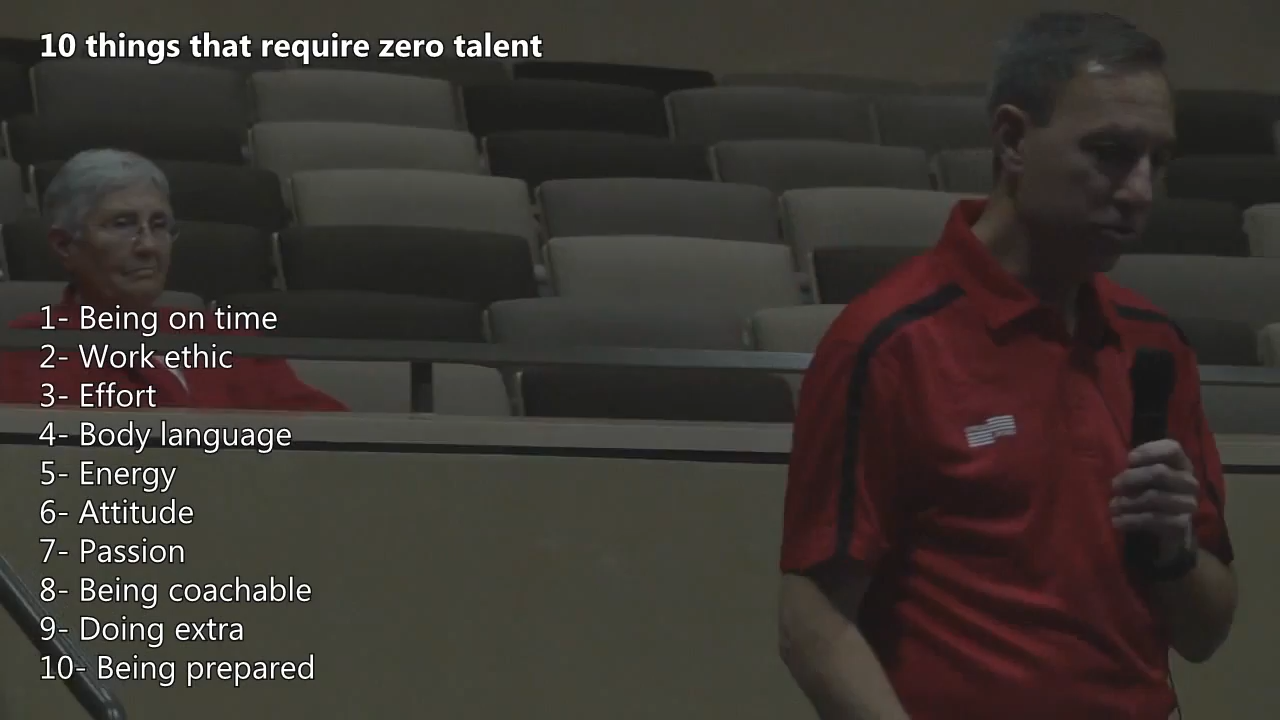 10 things that require zero talent
1- Being on time
2- Work ethic
3- Effort
4- Body language
5- Energy
6- Attitude
7- Passion
8- Being coachable
9- Doing extra
10- Being prepared